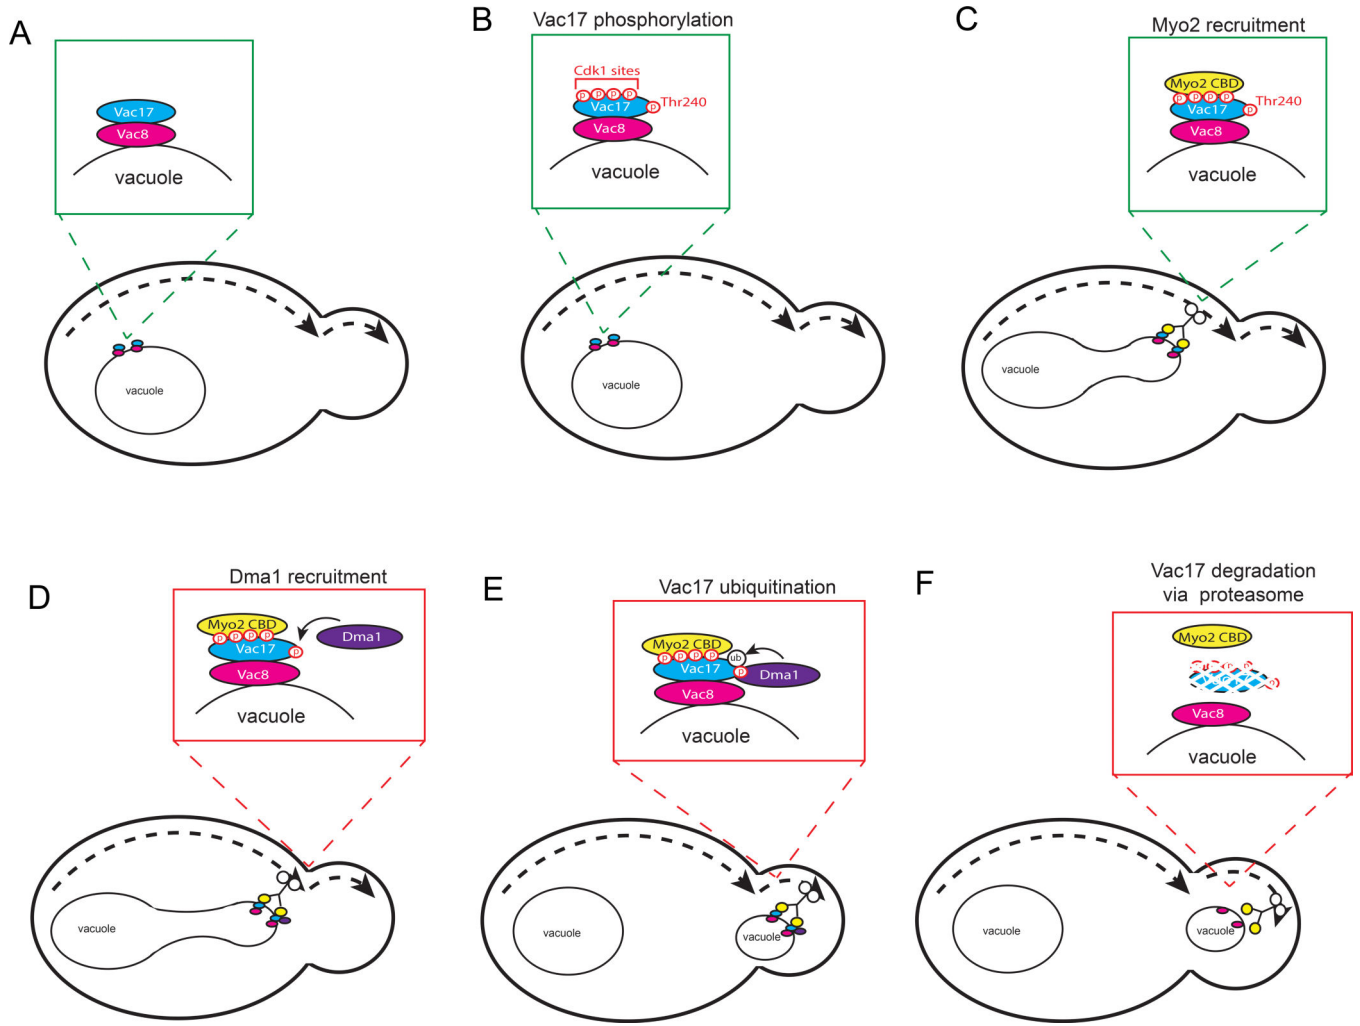 A
Vac17
Vac8
vacuole
vacuole
B
Vac17 phosphorylation
Cdk1 sites
p p p p
Vac17
p
Thr240
Vac8
vacuole
vacuole
C
Myo2 recruitment
Myo2 CBD
p p p p
Vac17
p
Thr240
Vac8
vacuole
vacuole
D
Dma1 recruitment
Myo2 CBD
p p p p
Dma1
Vac17
p
Vac8
vacuole
vacuole
E
Vac17 ubiquitination
Myo2 CBD
ub
p p p p
Vac17
p
Dma1
Vac8
vacuole
vacuole
vacuole
F
Vac17 degradation
via proteasome
Myo2 CBD
Vac8
vacuole
vacuole
vacuole